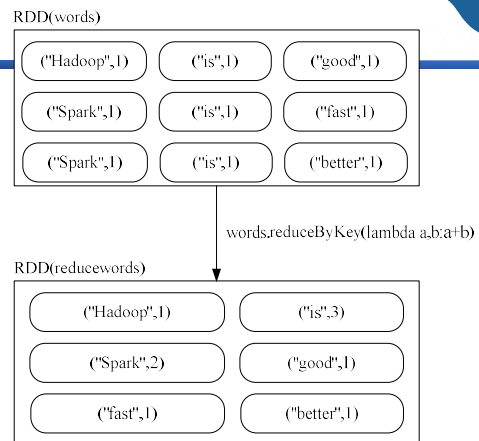 RDD(words)
("Hadoop",1) ("is",1) ("good",1)
("Spark",1) ("is",1) ("fast",1)
("Spark",1) ("is",1) ("better",1)
words.reduceByKey(lambda a,b:a+b)
RDD(reducewords)
("Hadoop",1) ("is",3)
("Spark",2) ("good",1)
("fast",1) ("better",1)